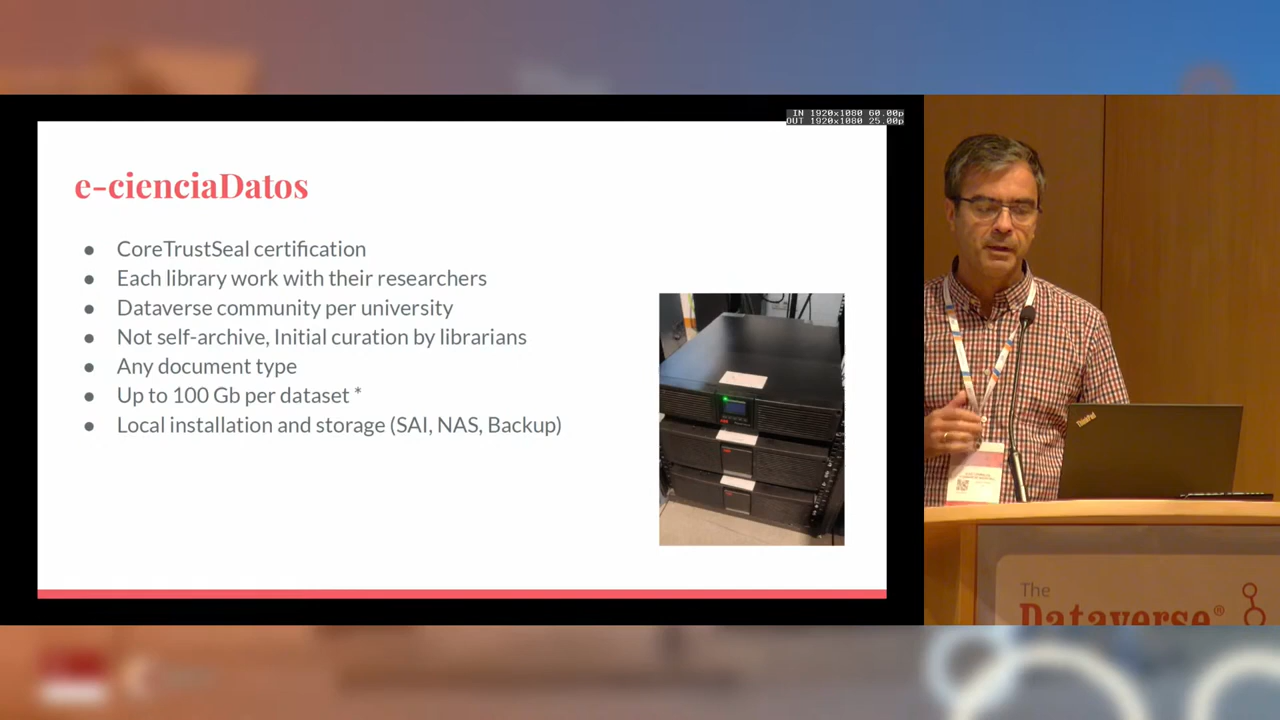 IN 1920x1080 60.00p
OUT 1920x1080 25.00p
e-cienciaDatos
● CoreTrustSeal certification
● Each library work with their researchers
● Dataverse community per university
● Not self-archive, Initial curation by librarians
● Any document type
● Up to 100 Gb per dataset *
● Local installation and storage (SAI, NAS, Backup)
ThinkPad
The
Dataverse®